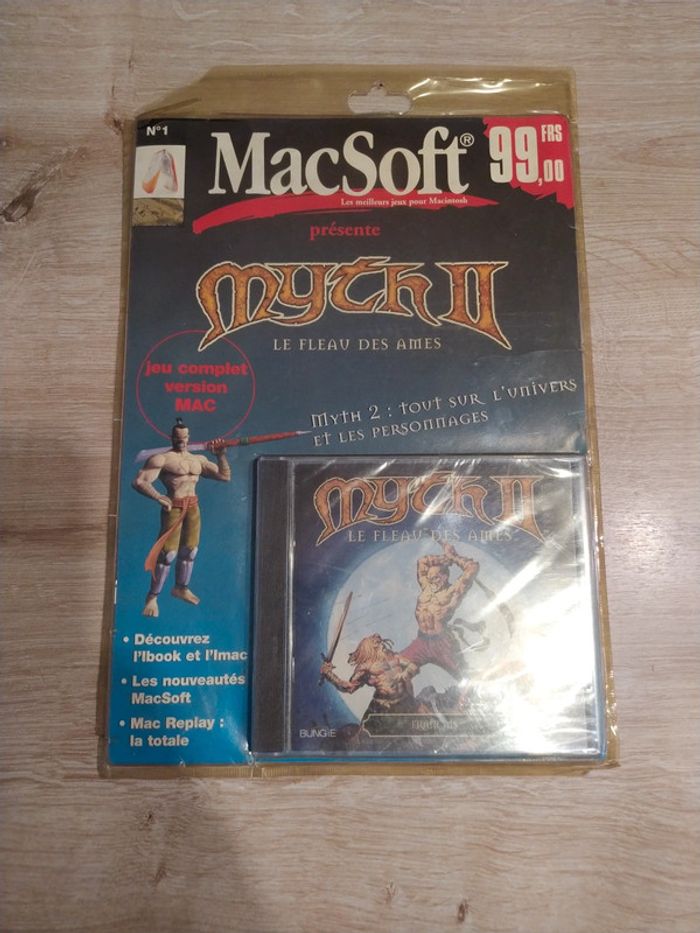 N°1
MacSoft®
99,00 FRS
Les meilleurs jeux pour Macintosh
présente
Myth II
LE FLEAU DES AMES
jeu complet
version
MAC
MYTH 2 : TOUT SUR L'UNIVERS
ET LES PERSONNAGES
Myth II
LE FLEAU DES AMES
• Découvrez
l'Ibook et l'Imac
• Les nouveautés
MacSoft
• Mac Replay :
la totale
FRANÇAIS
BUNGIE